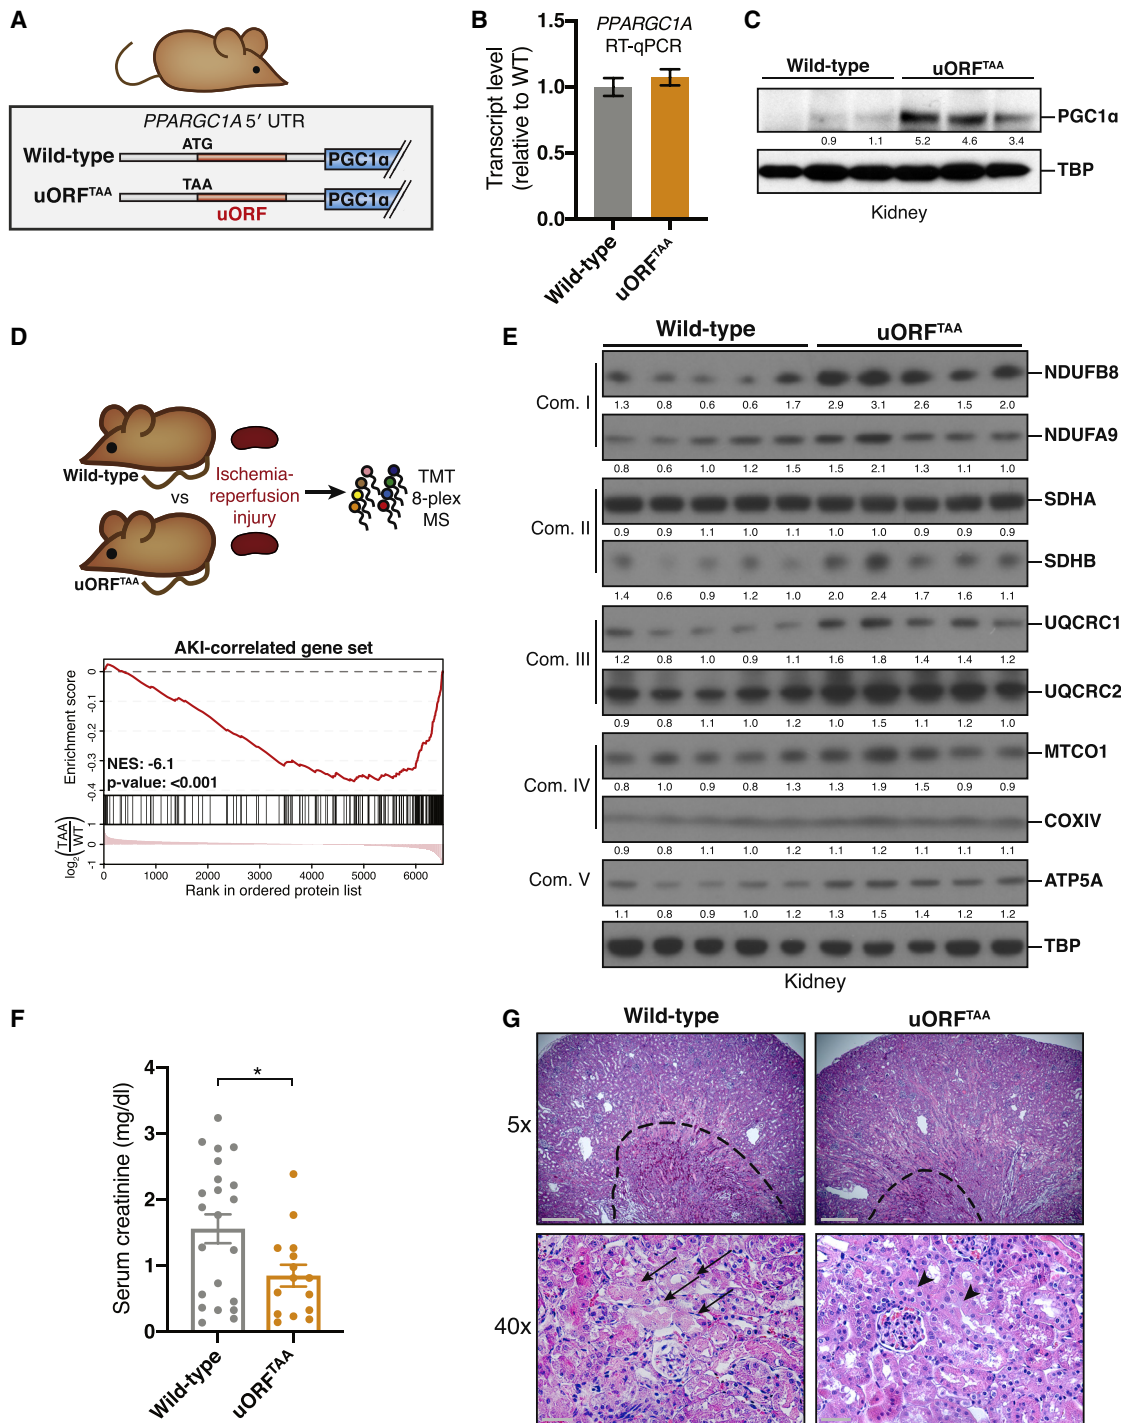 A
PPARGC1A 5′ UTR
Wild-type
ATG
PGC1α
uORFTAA
TAA
PGC1α
uORF
B
PPARGC1A
RT-qPCR
Transcript level
(relative to WT)
1.5
1.0
0.5
0.0
Wild-type
uORFTAA
C
Wild-type
uORFTAA
PGC1α
0.9 1.1 5.2 4.6 3.4
TBP
Kidney
D
Wild-type
vs
uORFTAA
Ischemia-
reperfusion
injury
TMT
8-plex
MS
AKI-correlated gene set
Enrichment score
0
-0.1
-0.2
-0.3
-0.4
NES: -6.1
p-value: <0.001
log2(TAA/WT)
1
0
-1
0 1000 2000 3000 4000 5000 6000
Rank in ordered protein list
E
Wild-type
uORFTAA
Com. I
NDUFB8
1.3 0.8 0.6 0.6 1.7 2.9 3.1 2.6 1.5 2.0
NDUFA9
0.8 0.6 1.0 1.2 1.5 1.5 2.1 1.3 1.1 1.0
Com. II
SDHA
0.9 0.9 1.1 1.0 1.1 1.0 1.0 0.9 0.9 0.9
SDHB
1.4 0.6 0.9 1.2 1.0 2.0 2.4 1.7 1.6 1.1
Com. III
UQCRC1
1.2 0.8 1.0 0.9 1.1 1.6 1.8 1.4 1.4 1.2
UQCRC2
0.9 0.8 1.1 1.0 1.2 1.0 1.5 1.1 1.2 1.0
Com. IV
MTCO1
0.8 1.0 0.9 0.8 1.3 1.3 1.9 1.5 0.9 0.9
COXIV
0.9 0.8 1.1 1.0 1.2 1.1 1.2 1.1 1.1 1.1
Com. V
ATP5A
1.1 0.8 0.9 1.0 1.2 1.3 1.5 1.4 1.2 1.2
TBP
Kidney
F
Serum creatinine (mg/dl)
4
3
2
1
0
*
Wild-type
uORFTAA
G
Wild-type
uORFTAA
5x
40x